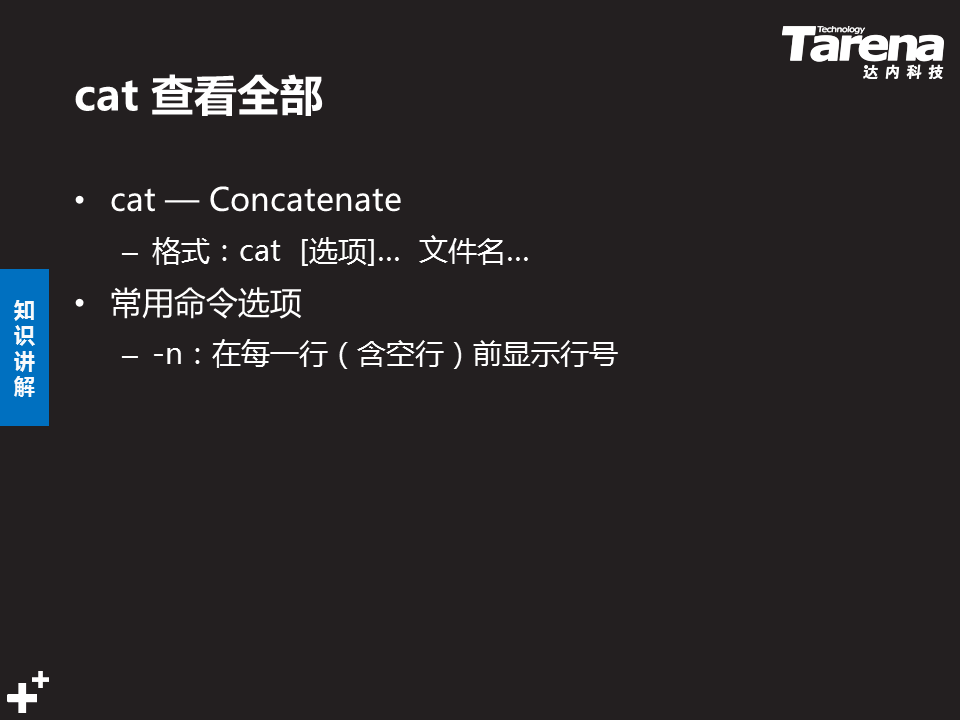 Technology
Tarena
达内科技
cat 查看全部
• cat — Concatenate
– 格式：cat [选项]… 文件名…
• 常用命令选项
– -n：在每一行（含空行）前显示行号
知识讲解